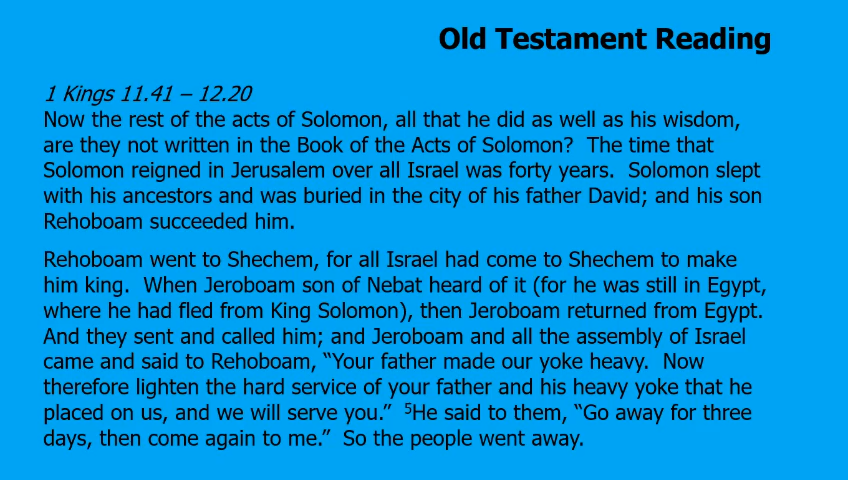 Old Testament Reading
1 Kings 11.41 – 12.20
Now the rest of the acts of Solomon, all that he did as well as his wisdom,
are they not written in the Book of the Acts of Solomon?  The time that
Solomon reigned in Jerusalem over all Israel was forty years.  Solomon slept
with his ancestors and was buried in the city of his father David; and his son
Rehoboam succeeded him.
Rehoboam went to Shechem, for all Israel had come to Shechem to make
him king.  When Jeroboam son of Nebat heard of it (for he was still in Egypt,
where he had fled from King Solomon), then Jeroboam returned from Egypt.
And they sent and called him; and Jeroboam and all the assembly of Israel
came and said to Rehoboam, “Your father made our yoke heavy.  Now
therefore lighten the hard service of your father and his heavy yoke that he
placed on us, and we will serve you.”  ⁵He said to them, “Go away for three
days, then come again to me.”  So the people went away.